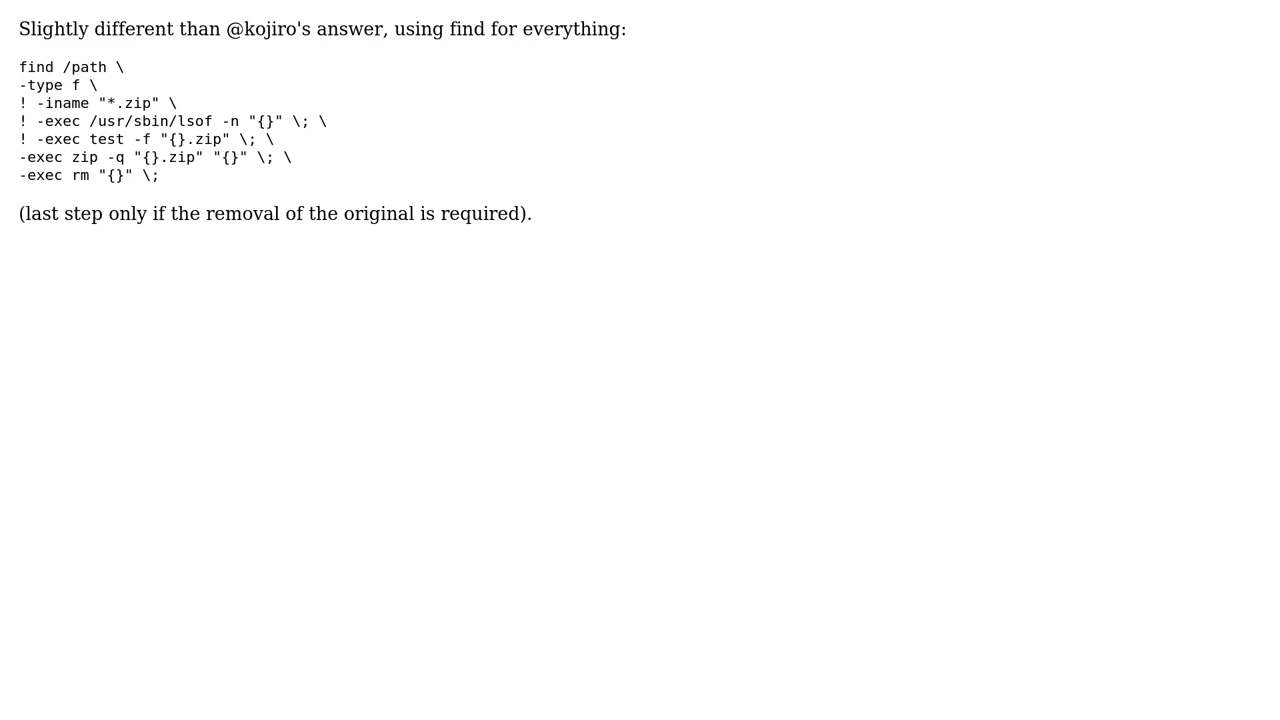 Slightly different than @kojiro's answer, using find for everything:
find /path \
-type f \
! -iname "*.zip" \
! -exec /usr/sbin/lsof -n "{}" \; \
! -exec test -f "{}.zip" \; \
-exec zip -q "{}.zip" "{}" \; \
-exec rm "{}" \;
(last step only if the removal of the original is required).